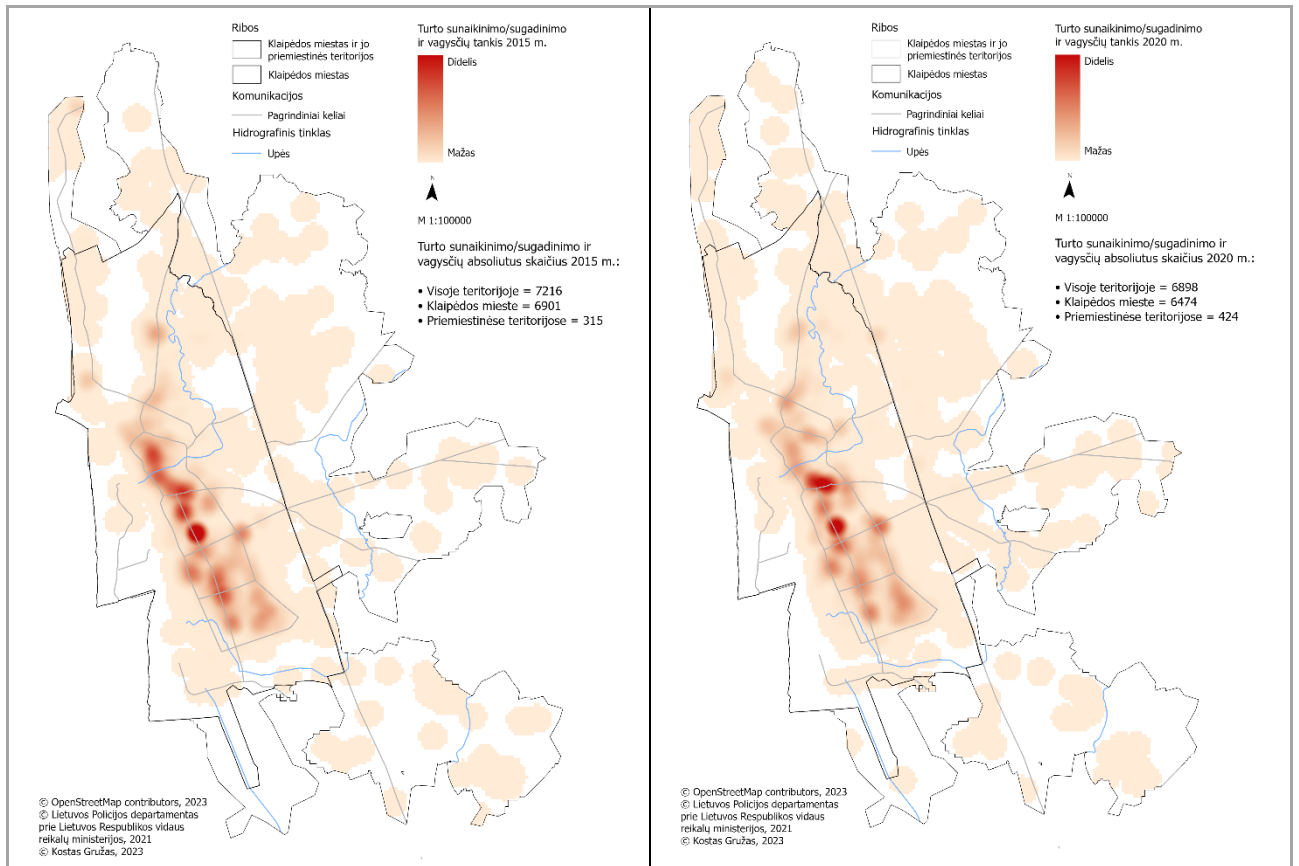 Ribos
Klaipėdos miestas ir jo
priemiestinės teritorijos
Klaipėdos miestas
Komunikacijos
Pagrindiniai keliai
Hidrografinis tinklas
Upės
Turto sunaikinimo/sugadinimo
ir vagysčių tankis 2015 m.
Didelis
Mažas
N
M 1:100000
Turto sunaikinimo/sugadinimo ir
vagysčių absoliutus skaičius 2015 m.:
• Visoje teritorijoje = 7216
• Klaipėdos mieste = 6901
• Priemiestinėse teritorijose = 315
© OpenStreetMap contributors, 2023
© Lietuvos Policijos departamentas
prie Lietuvos Respublikos vidaus
reikalų ministerijos, 2021
© Kostas Gružas, 2023
Ribos
Klaipėdos miestas ir jo
priemiestinės teritorijos
Klaipėdos miestas
Komunikacijos
Pagrindiniai keliai
Hidrografinis tinklas
Upės
Turto sunaikinimo/sugadinimo
ir vagysčių tankis 2020 m.
Didelis
Mažas
N
M 1:100000
Turto sunaikinimo/sugadinimo ir
vagysčių absoliutus skaičius 2020 m.:
• Visoje teritorijoje = 6898
• Klaipėdos mieste = 6474
• Priemiestinėse teritorijose = 424
© OpenStreetMap contributors, 2023
© Lietuvos Policijos departamentas
prie Lietuvos Respublikos vidaus
reikalų ministerijos, 2021
© Kostas Gružas, 2023